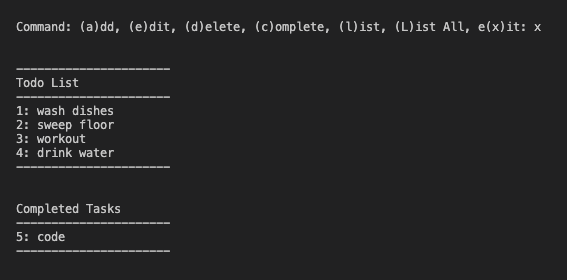 Command: (a)dd, (e)dit, (d)elete, (c)omplete, (l)ist, (L)ist All, e(x)it: x
----------------------
Todo List
----------------------
1: wash dishes
2: sweep floor
3: workout
4: drink water
----------------------
Completed Tasks
----------------------
5: code
----------------------